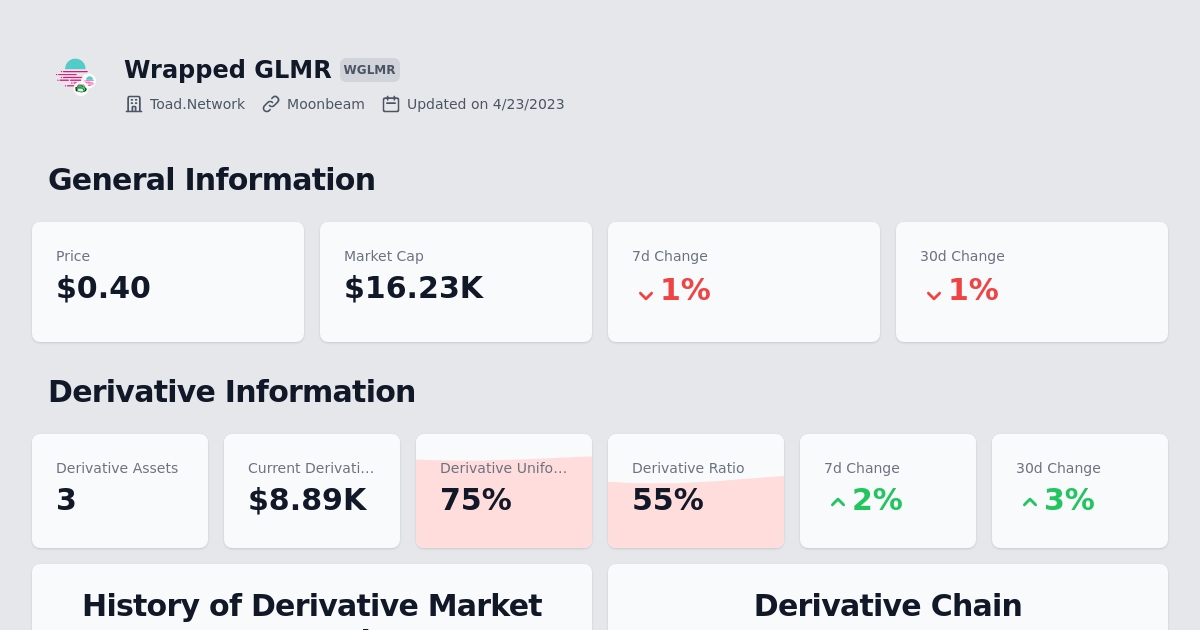 Wrapped GLMR WGLMR
Toad.Network Moonbeam Updated on 4/23/2023
General Information
Price
$0.40
Market Cap
$16.23K
7d Change
1%
30d Change
1%
Derivative Information
Derivative Assets
3
Current Derivati...
$8.89K
Derivative Unifo...
75%
Derivative Ratio
55%
7d Change
2%
30d Change
3%
History of Derivative Market
Derivative Chain